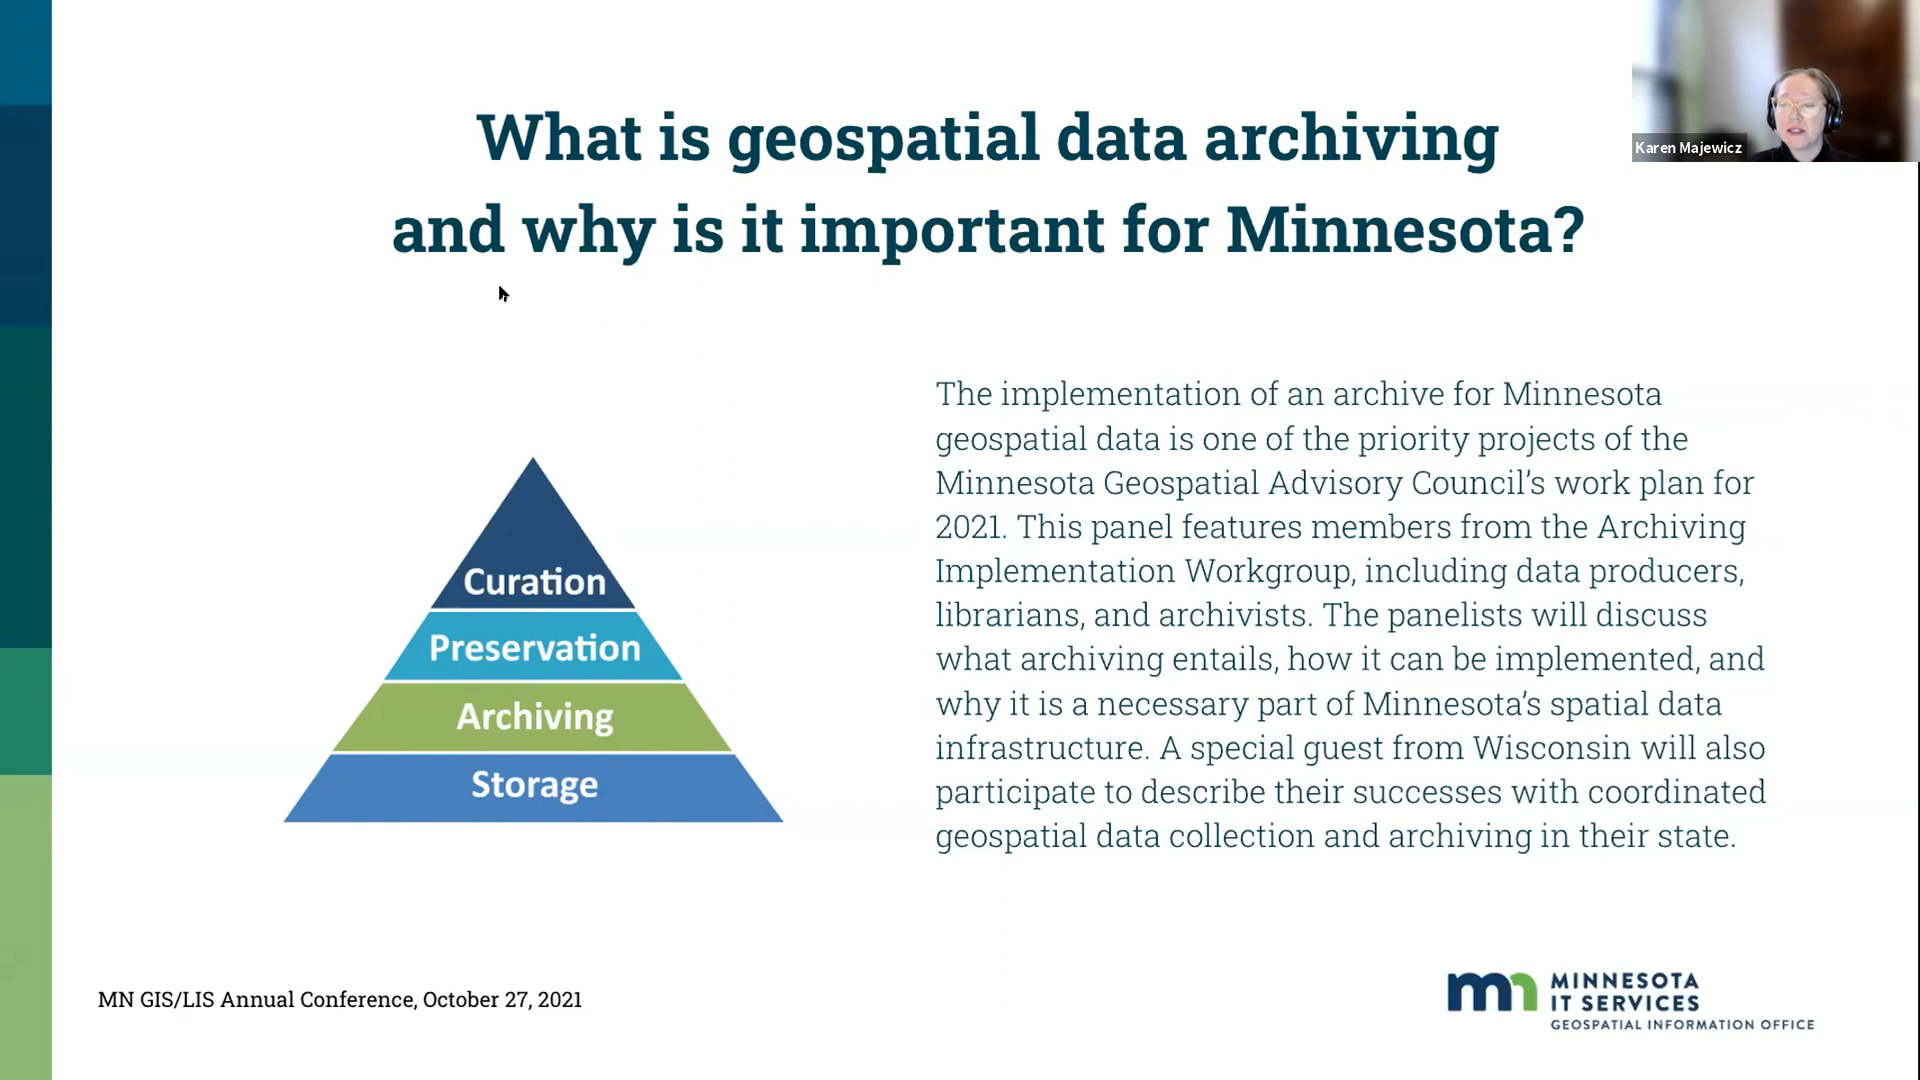 What is geospatial data archiving
and why is it important for Minnesota?
Karen Majewicz
Curation
Preservation
Archiving
Storage
The implementation of an archive for Minnesota
geospatial data is one of the priority projects of the
Minnesota Geospatial Advisory Council’s work plan for
2021. This panel features members from the Archiving
Implementation Workgroup, including data producers,
librarians, and archivists. The panelists will discuss
what archiving entails, how it can be implemented, and
why it is a necessary part of Minnesota’s spatial data
infrastructure. A special guest from Wisconsin will also
participate to describe their successes with coordinated
geospatial data collection and archiving in their state.
MN GIS/LIS Annual Conference, October 27, 2021
mn MINNESOTA
IT SERVICES
GEOSPATIAL INFORMATION OFFICE